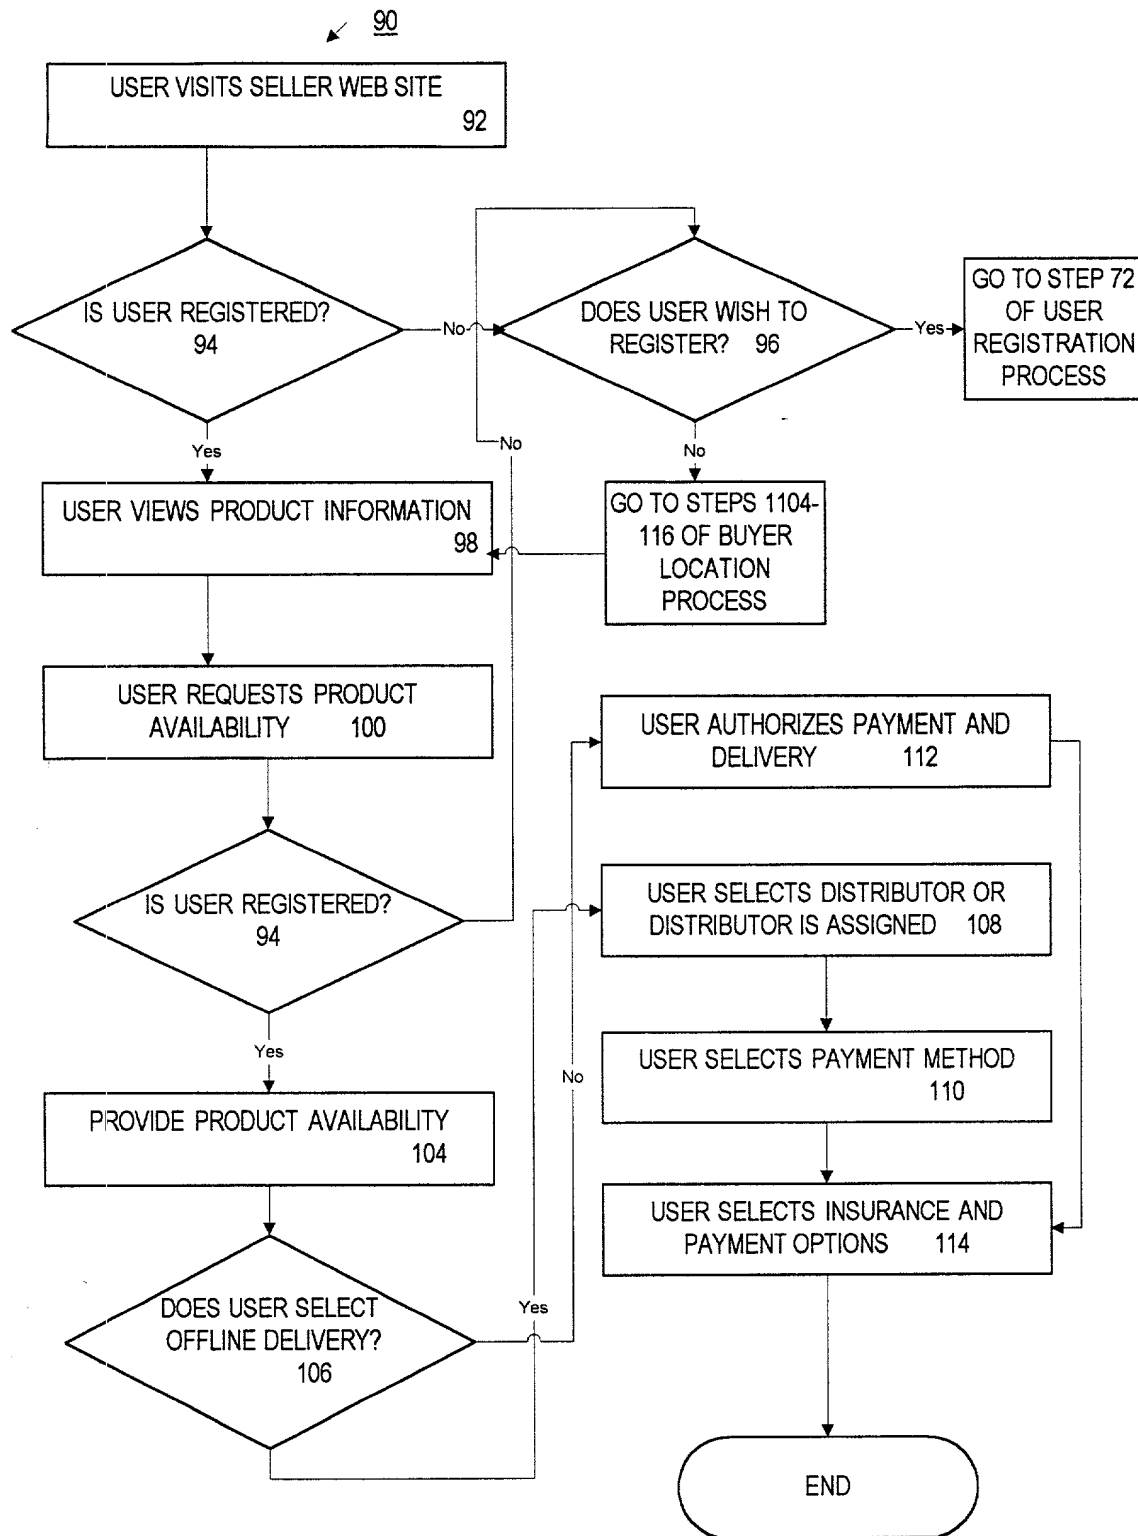 90
USER VISITS SELLER WEB SITE
92
IS USER REGISTERED?
94
No
DOES USER WISH TO
REGISTER? 96
Yes
GO TO STEP 72
OF USER
REGISTRATION
PROCESS
Yes
No
No
USER VIEWS PRODUCT INFORMATION
98
GO TO STEPS 1104-
116 OF BUYER
LOCATION
PROCESS
USER REQUESTS PRODUCT
AVAILABILITY 100
USER AUTHORIZES PAYMENT AND
DELIVERY 112
IS USER REGISTERED?
94
USER SELECTS DISTRIBUTOR OR
DISTRIBUTOR IS ASSIGNED 108
Yes
No
USER SELECTS PAYMENT METHOD
110
PROVIDE PRODUCT AVAILABILITY
104
USER SELECTS INSURANCE AND
PAYMENT OPTIONS 114
DOES USER SELECT
OFFLINE DELIVERY?
106
Yes
END